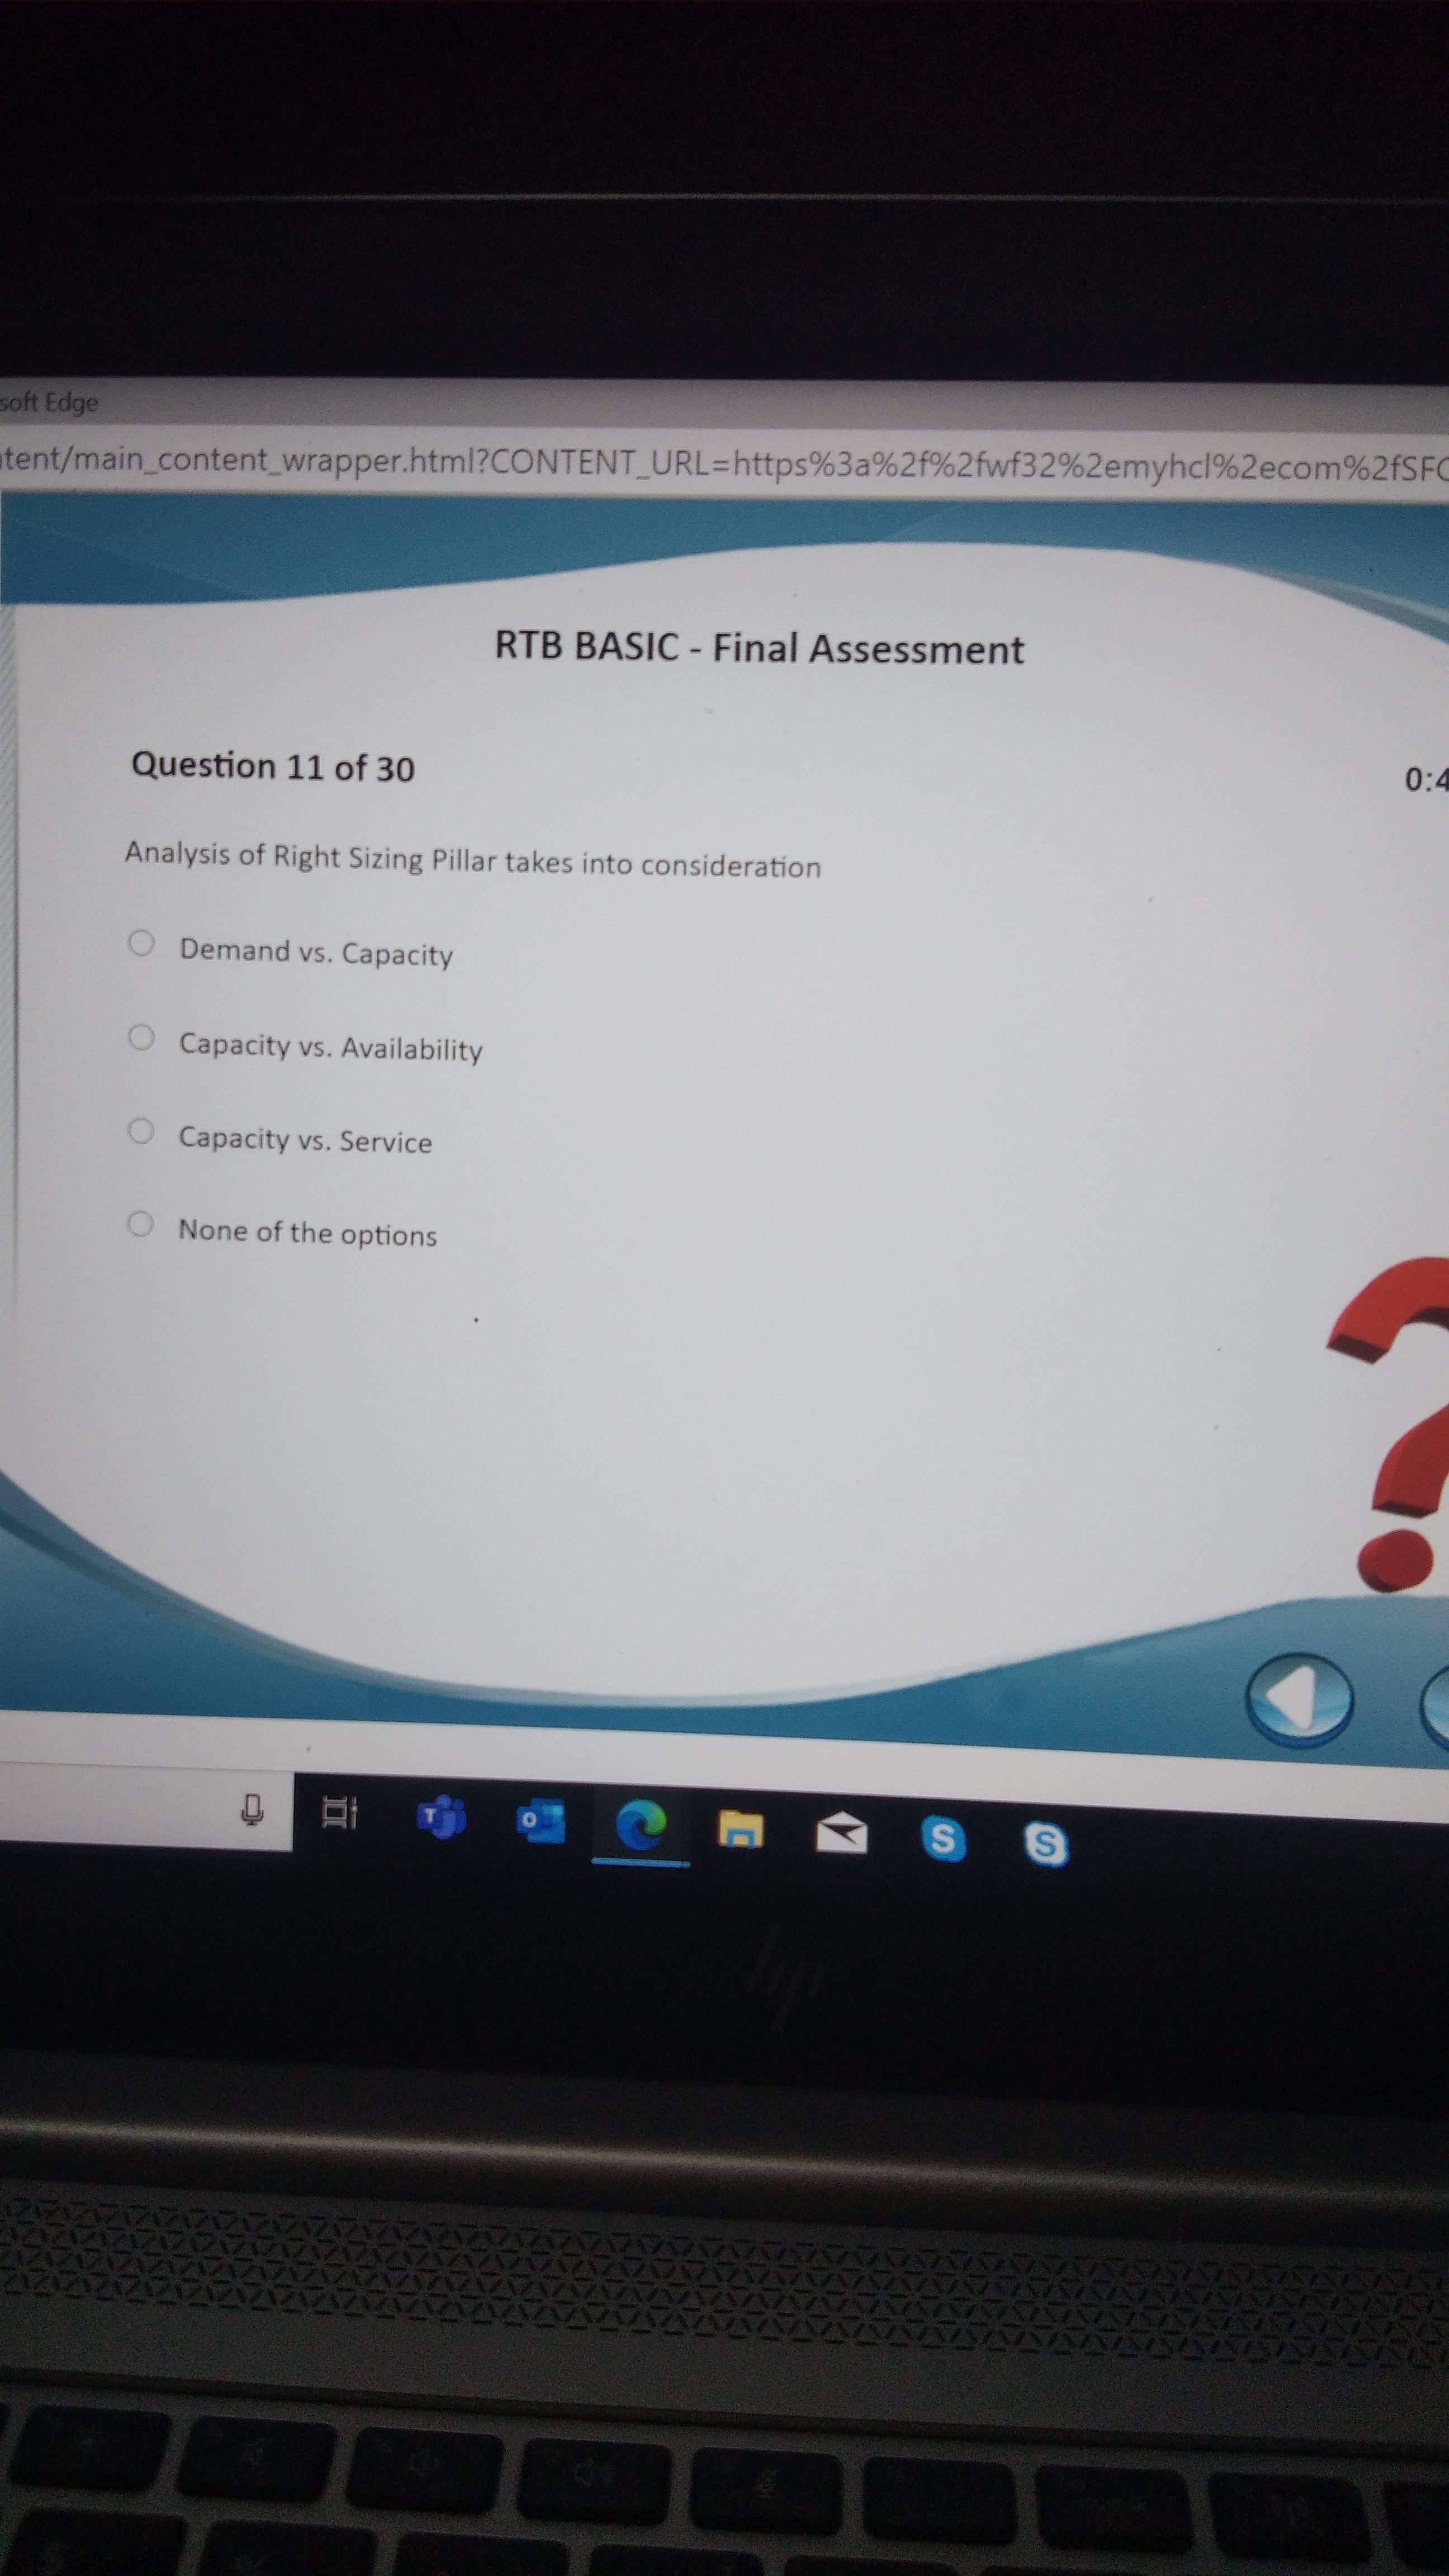 soft Edge
tent/main_content_wrapper.html?CONTENT_URL=https%3a%2f%2fwf32%2emyhcl%2ecom%2fSFC
RTB BASIC - Final Assessment
Question 11 of 30
0:4
Analysis of Right Sizing Pillar takes into consideration
Demand vs. Capacity
Capacity vs. Availability
Capacity vs. Service
None of the options
?
hp